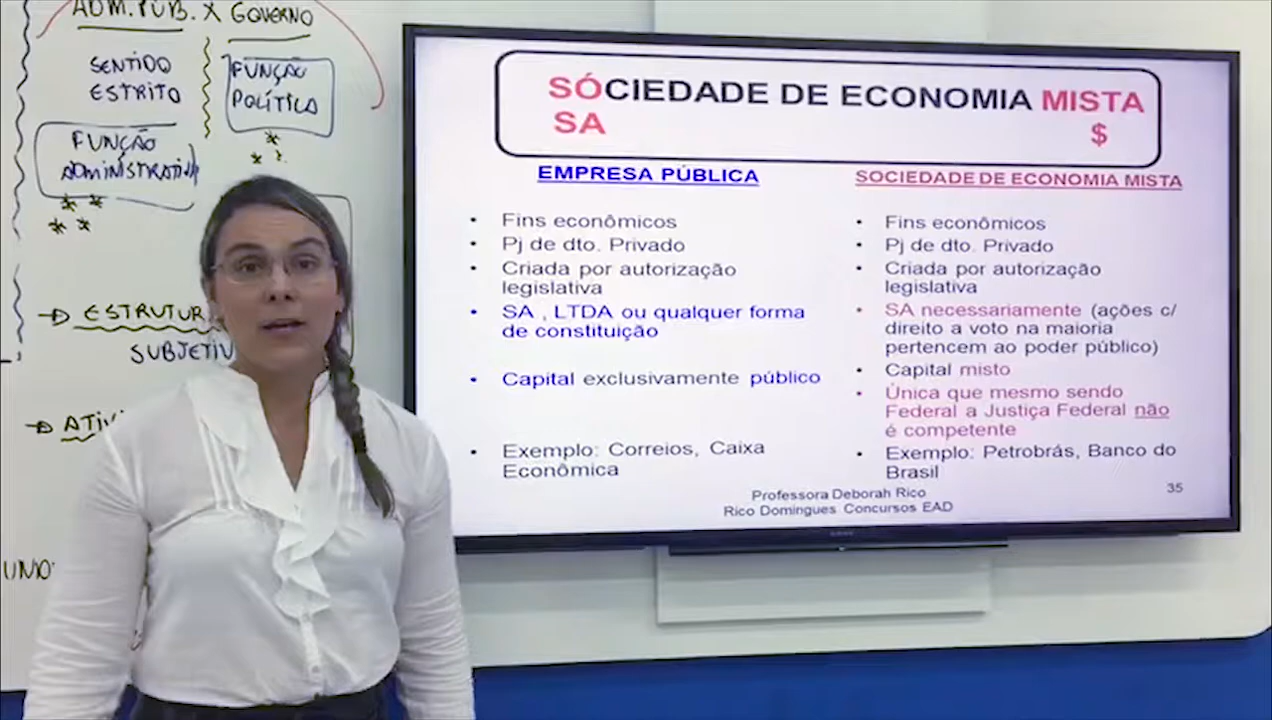 ADM. PÚB. X GOVERNO
SENTIDO
ESTRITO
FUNÇÃO
POLÍTICA
FUNÇÃO
ADMINISTRATIVA
SUBJETIV
SÓCIEDADE DE ECONOMIA MISTA
SA $
EMPRESA PÚBLICA
• Fins econômicos
• Pj de dto. Privado
• Criada por autorização
legislativa
• SA , LTDA ou qualquer forma
de constituição
• Capital exclusivamente público
• Exemplo: Correios, Caixa
Econômica
SOCIEDADE DE ECONOMIA MISTA
• Fins econômicos
• Pj de dto. Privado
• Criada por autorização
legislativa
• SA necessariamente (ações c/
direito a voto na maioria
pertencem ao poder público)
• Capital misto
• Única que mesmo sendo
Federal a Justiça Federal não
é competente
• Exemplo: Petrobrás, Banco do
Brasil
Professora Deborah Rico
Rico Domingues Concursos EAD
35